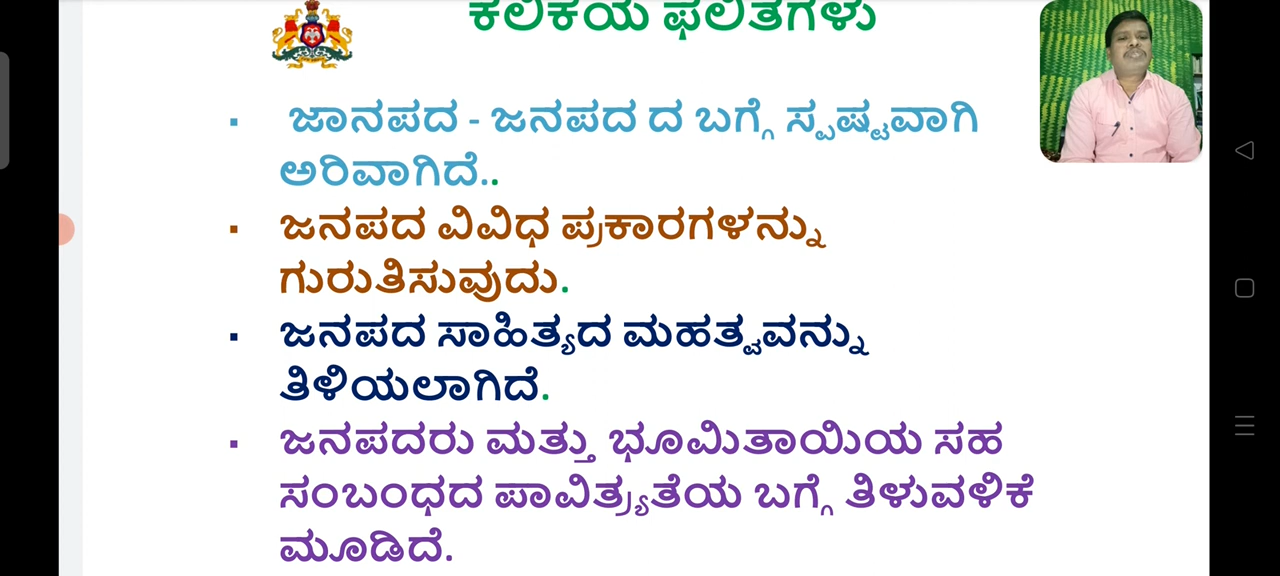 ಕಲಿಕೆಯ ಫಲಿತಗಳು
ಜಾನಪದ - ಜನಪದ ದ ಬಗ್ಗೆ ಸ್ಪಷ್ಟವಾಗಿ
ಅರಿವಾಗಿದೆ..
ಜನಪದ ವಿವಿಧ ಪ್ರಕಾರಗಳನ್ನು
ಗುರುತಿಸುವುದು.
ಜನಪದ ಸಾಹಿತ್ಯದ ಮಹತ್ವವನ್ನು
ತಿಳಿಯಲಾಗಿದೆ.
ಜನಪದರು ಮತ್ತು ಭೂಮಿತಾಯಿಯ ಸಹ
ಸಂಬಂಧದ ಪಾವಿತ್ರ್ಯತೆಯ ಬಗ್ಗೆ ತಿಳುವಳಿಕೆ
ಮೂಡಿದೆ.